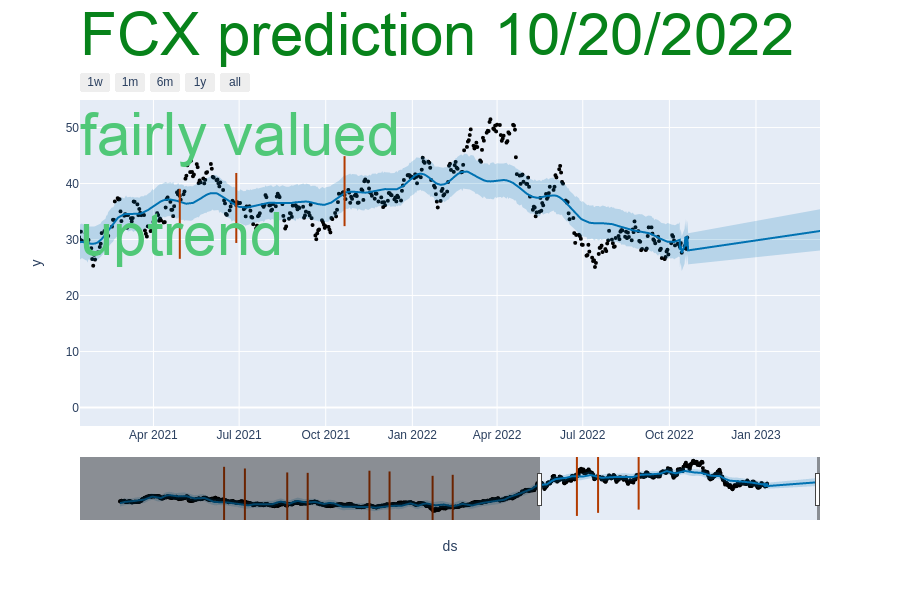 FCX prediction 10/20/2022
1w 1m 6m 1y all
50
fairly valued
40
uptrend
30
y
20
10
0
Apr 2021 Jul 2021 Oct 2021 Jan 2022 Apr 2022 Jul 2022 Oct 2022 Jan 2023
ds